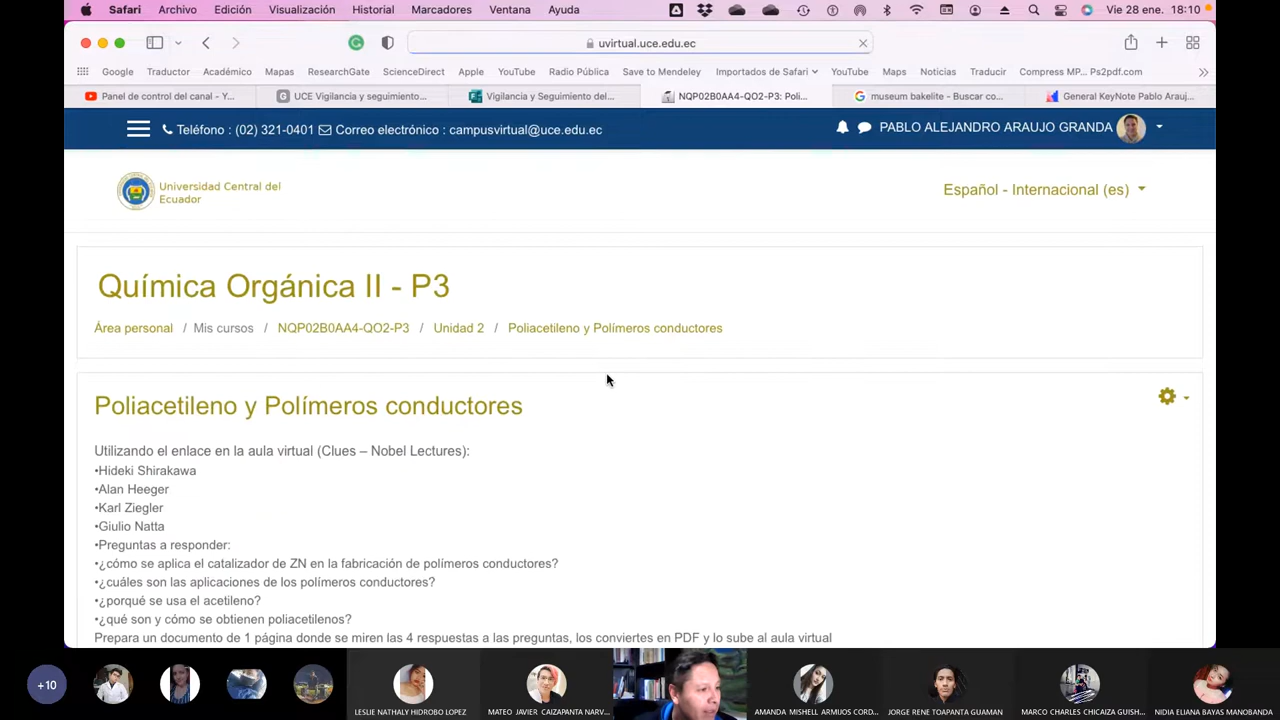 Safari Archivo Edición Visualización Historial Marcadores Ventana Ayuda Vie 28 ene. 18:10
uvirtual.uce.edu.ec
Google Traductor Académico Mapas ResearchGate ScienceDirect Apple YouTube Radio Pública Save to Mendeley Importados de Safari YouTube Maps Noticias Traducir Compress MP... Ps2pdf.com
Panel de control del canal - Y... UCE Vigilancia y seguimiento... Vigilancia y Seguimiento del... NQP02B0AA4-QO2-P3: Poli... museum bakelite - Buscar co... General KeyNote Pablo Arauj...
Teléfono : (02) 321-0401 Correo electrónico : campusvirtual@uce.edu.ec PABLO ALEJANDRO ARAUJO GRANDA
Universidad Central del
Ecuador
Español - Internacional (es)
Química Orgánica II - P3
Área personal / Mis cursos / NQP02B0AA4-QO2-P3 / Unidad 2 / Poliacetileno y Polímeros conductores
Poliacetileno y Polímeros conductores
Utilizando el enlace en la aula virtual (Clues – Nobel Lectures):
•Hideki Shirakawa
•Alan Heeger
•Karl Ziegler
•Giulio Natta
•Preguntas a responder:
•¿cómo se aplica el catalizador de ZN en la fabricación de polímeros conductores?
•¿cuáles son las aplicaciones de los polímeros conductores?
•¿porqué se usa el acetileno?
•¿qué son y cómo se obtienen poliacetilenos?
Prepara un documento de 1 página donde se miren las 4 respuestas a las preguntas, los conviertes en PDF y lo sube al aula virtual
+10
LESLIE NATHALY HIDROBO LOPEZ MATEO JAVIER CAIZAPANTA NARV... AMANDA MISHELL ARMIJOS CORD... JORGE RENE TOAPANTA GUAMAN MARCO CHARLES CHICAIZA GUISH... NIDIA ELIANA BAYAS MANOBANDA